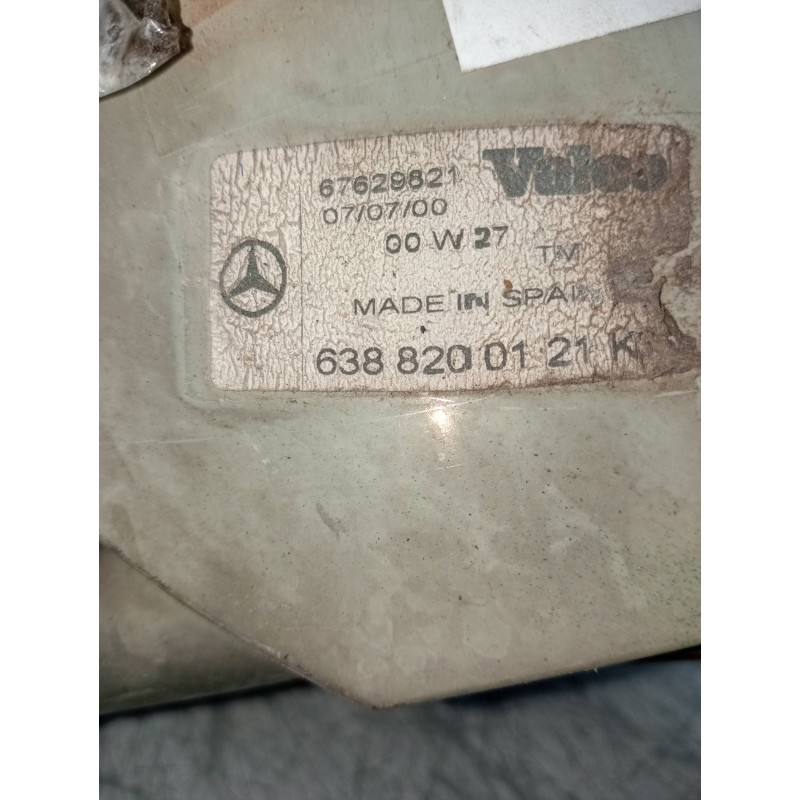 67629821 Valeo
07/07/00
00 W 27 TM
MADE IN SPAIN
638 820 01 21 K